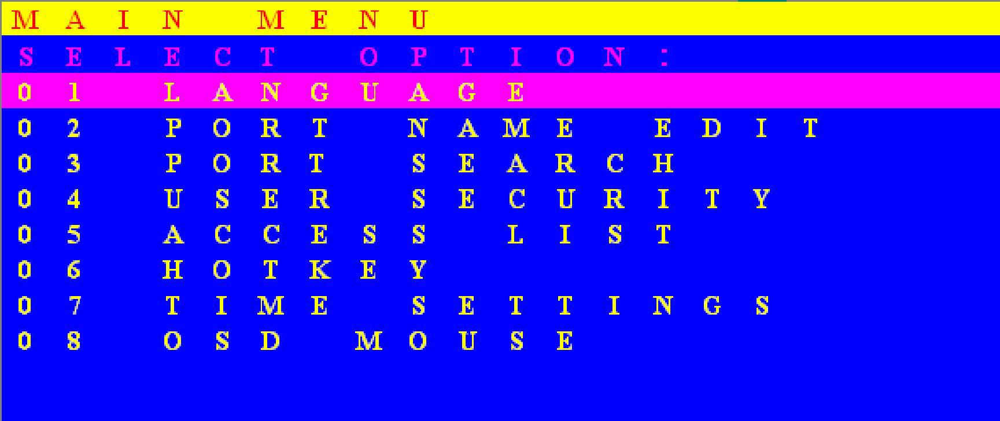 MAIN MENU
SELECT OPTION:
01 LANGUAGE
02 PORT NAME EDIT
03 PORT SEARCH
04 USER SECURITY
05 ACCESS LIST
06 HOTKEY
07 TIME SETTINGS
08 OSD MOUSE